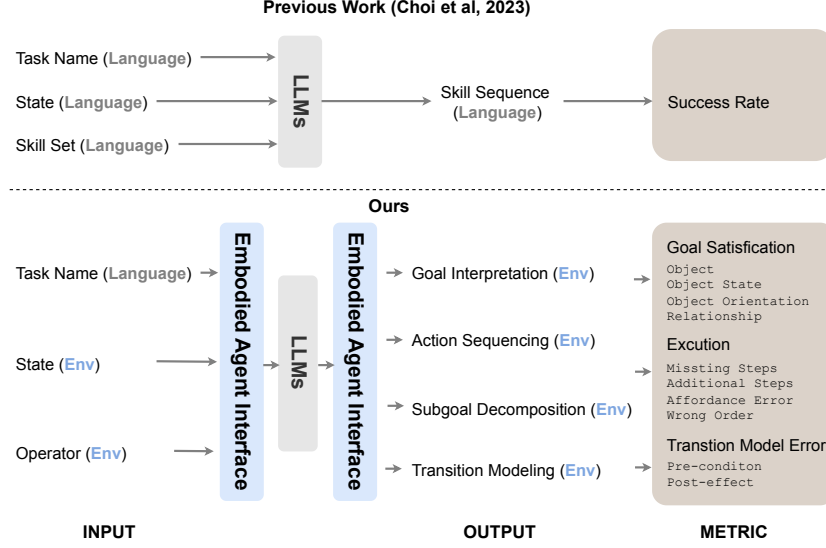 Previous Work (Choi et al, 2023)
Task Name (Language)
State (Language)
Skill Set (Language)
LLMs
Skill Sequence
(Language)
Success Rate
Ours
Task Name (Language)
State (Env)
Operator (Env)
Embodied Agent Interface
LLMs
Embodied Agent Interface
Goal Interpretation (Env)
Action Sequencing (Env)
Subgoal Decomposition (Env)
Transition Modeling (Env)
Goal Satisfication
Object
Object State
Object Orientation
Relationship
Excution
Missting Steps
Additional Steps
Affordance Error
Wrong Order
Transtion Model Error
Pre-conditon
Post-effect
INPUT
OUTPUT
METRIC